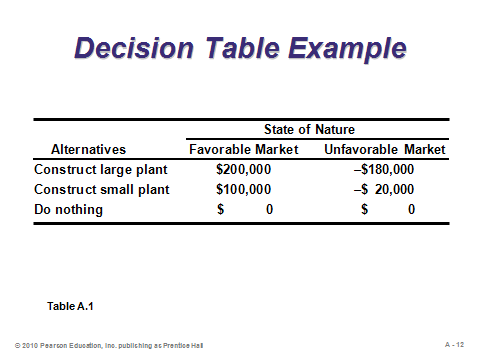 Decision Table Example
State of Nature
Alternatives Favorable Market Unfavorable Market
Construct large plant $200,000 –$180,000
Construct small plant $100,000 –$ 20,000
Do nothing $ 0 $ 0
Table A.1
© 2010 Pearson Education, Inc. publishing as Prentice Hall A - 12